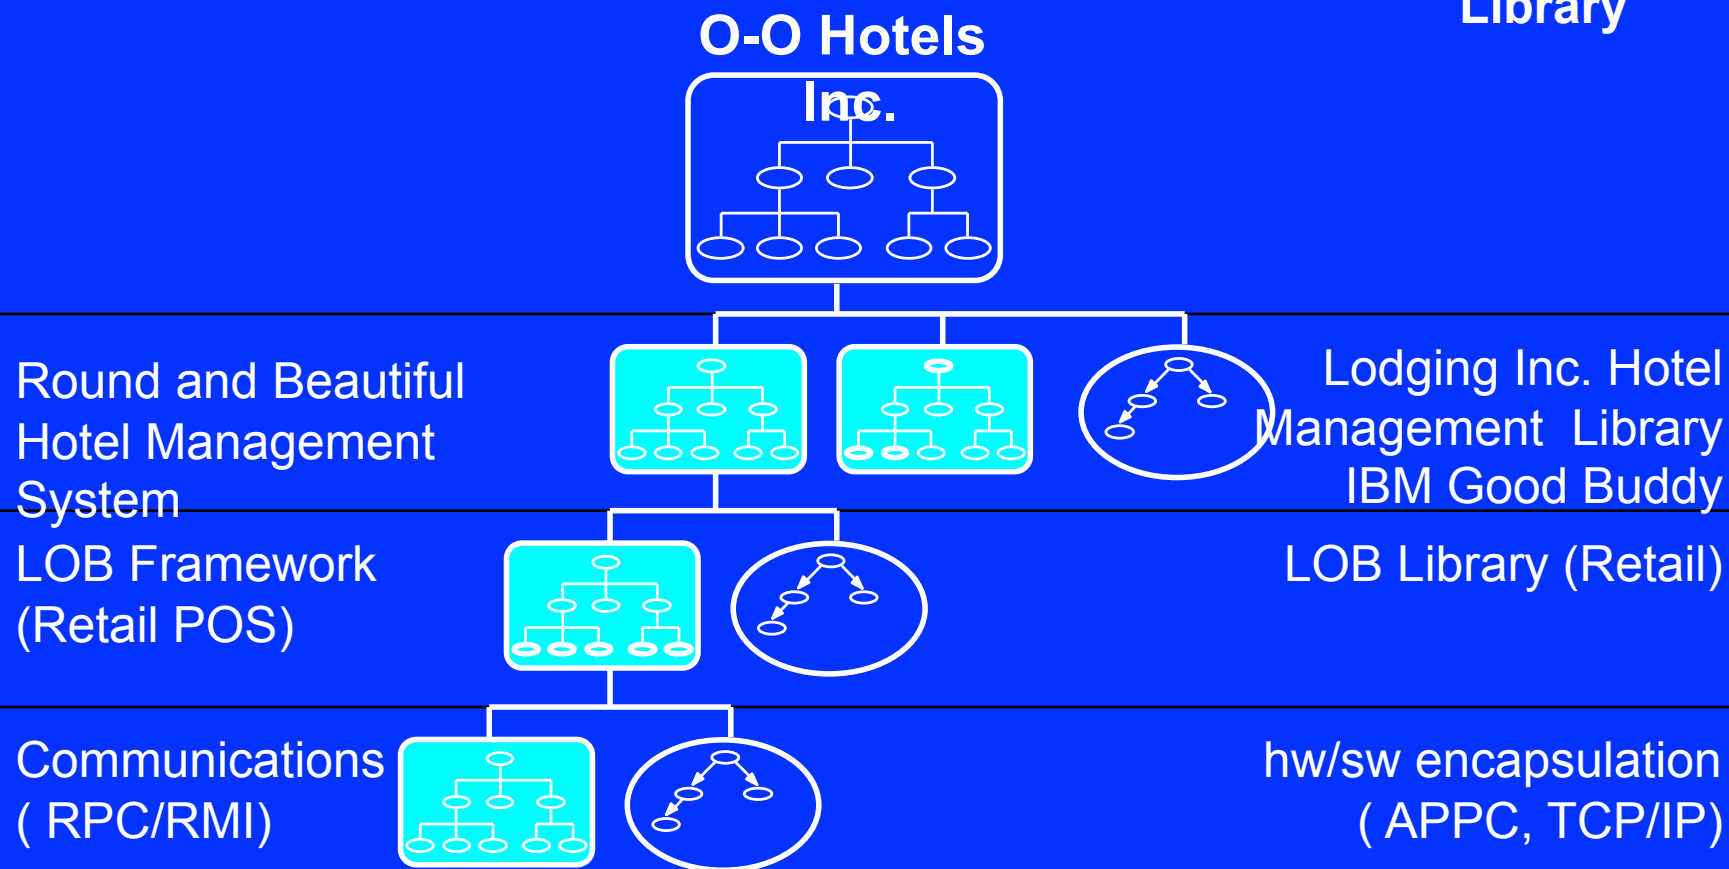 Library
O-O Hotels
Inc.
Round and Beautiful
Hotel Management
System
Lodging Inc. Hotel
Management Library
IBM Good Buddy
LOB Framework
(Retail POS)
LOB Library (Retail)
Communications
( RPC/RMI)
hw/sw encapsulation
( APPC, TCP/IP)